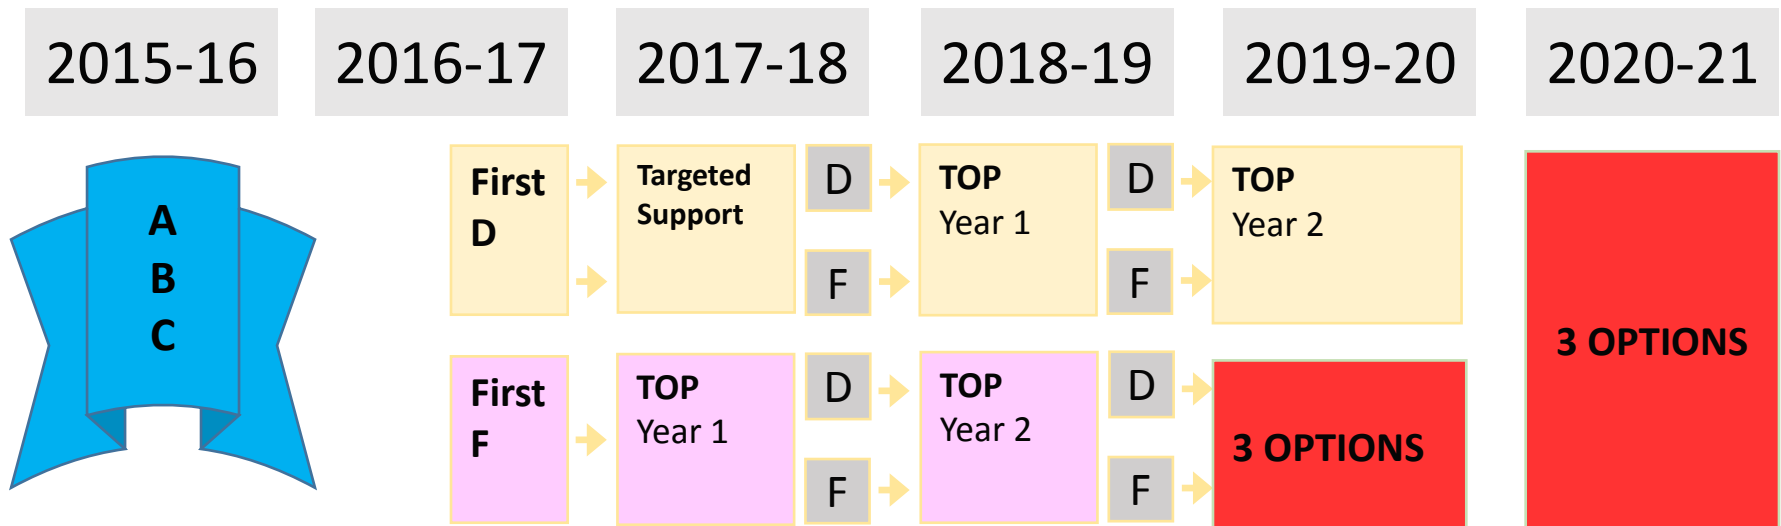 2015-16
2016-17
2017-18
2018-19
2019-20
2020-21
A
B
C
First
D
Targeted
Support
D
F
TOP
Year 1
D
F
TOP
Year 2
First
F
TOP
Year 1
D
F
TOP
Year 2
D
F
3 OPTIONS
3 OPTIONS